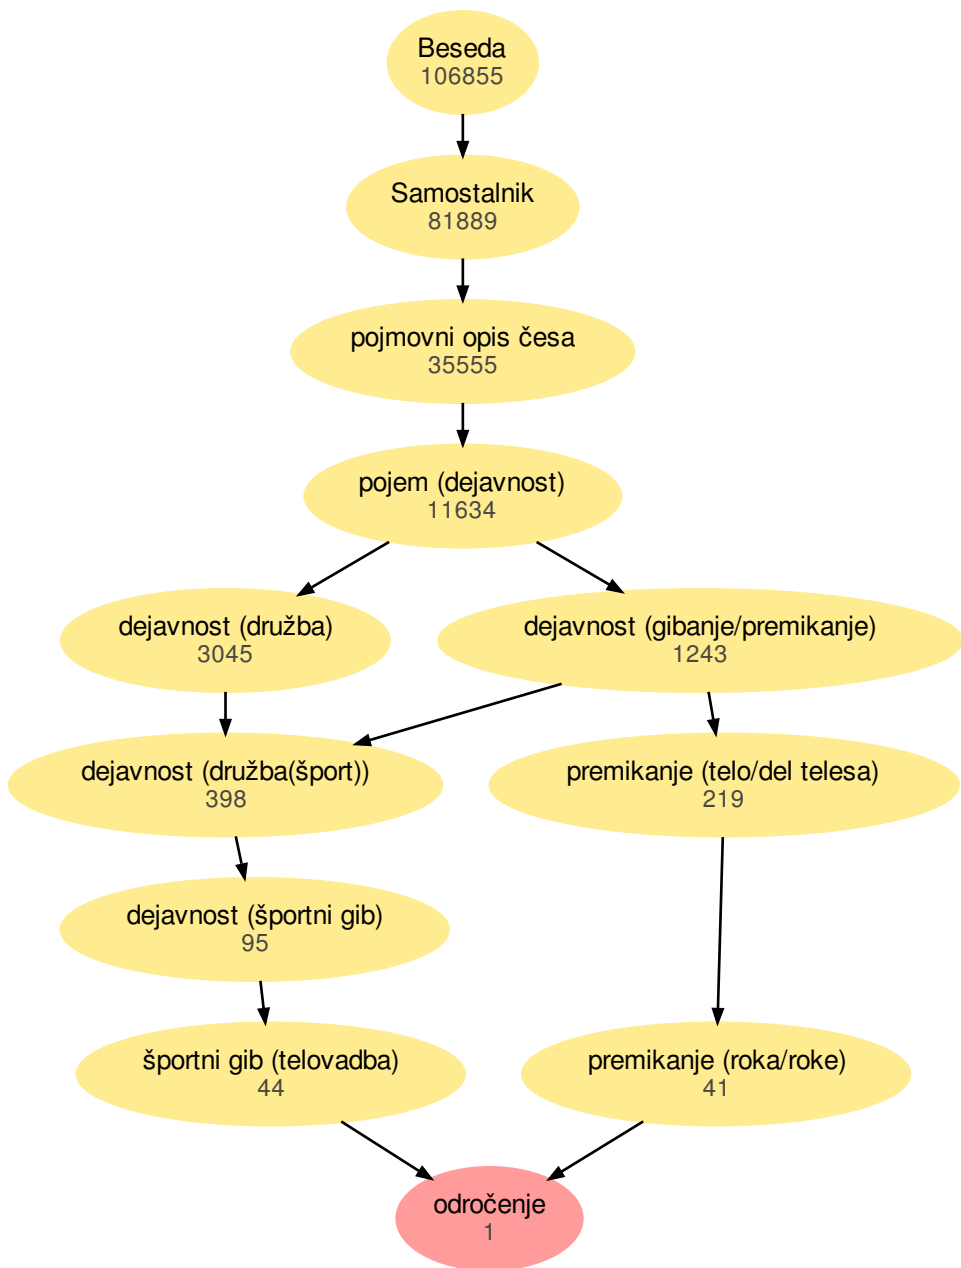 Beseda
106855
Samostalnik
81889
pojmovni opis česa
35555
pojem (dejavnost)
11634
dejavnost (družba)
3045
dejavnost (gibanje/premikanje)
1243
dejavnost (družba(šport))
398
premikanje (telo/del telesa)
219
dejavnost (športni gib)
95
športni gib (telovadba)
44
premikanje (roka/roke)
41
odročenje
1